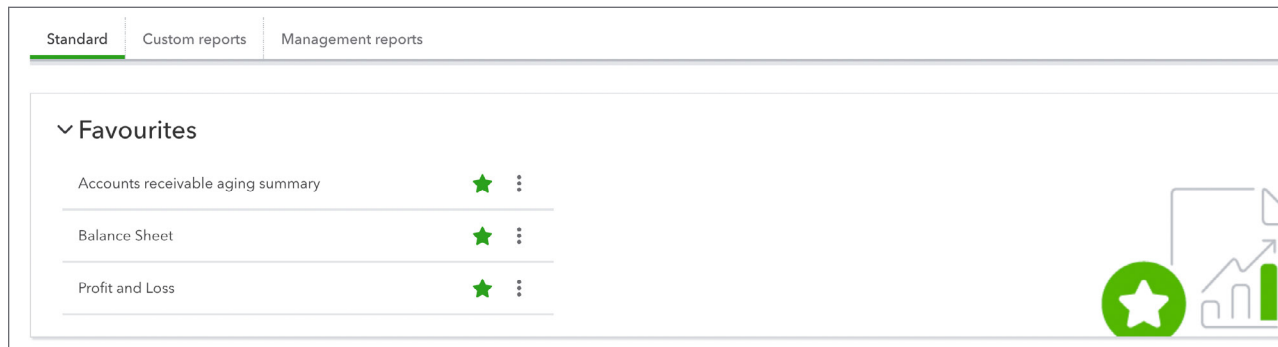 Standard Custom reports Management reports
Favourites
Accounts receivable aging summary
Balance Sheet
Profit and Loss